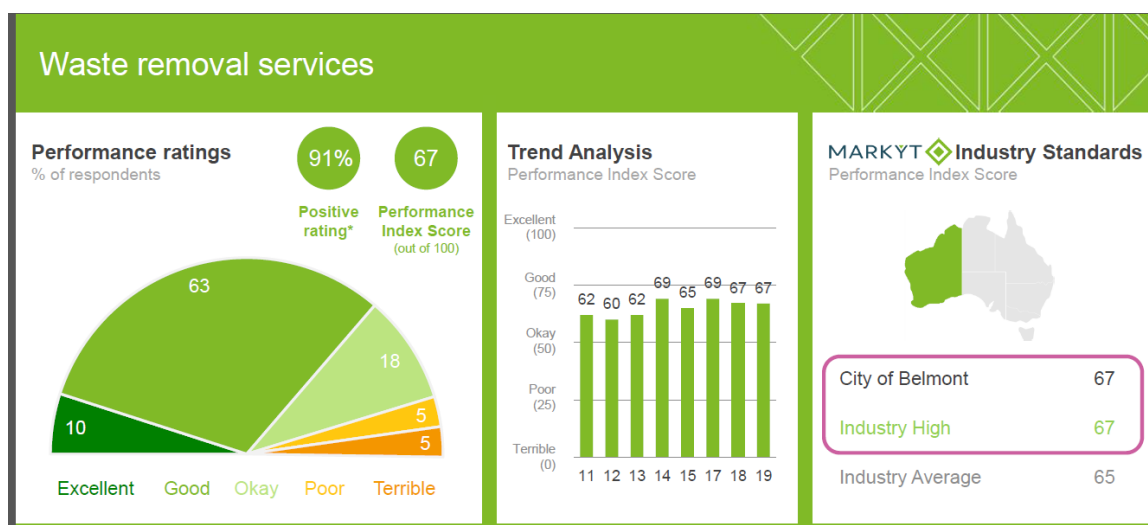 Waste removal services
Performance ratings
% of respondents
91%
67
Positive
rating*
Performance
Index Score
(out of 100)
63
18
10
5
5
Excellent Good Okay Poor Terrible
Trend Analysis
Performance Index Score
Excellent
(100)
Good
(75)
Okay
(50)
Poor
(25)
Terrible
(0)
62 60 62 69 65 69 67 67
11 12 13 14 15 17 18 19
MARKYT Industry Standards
Performance Index Score
City of Belmont 67
Industry High 67
Industry Average 65